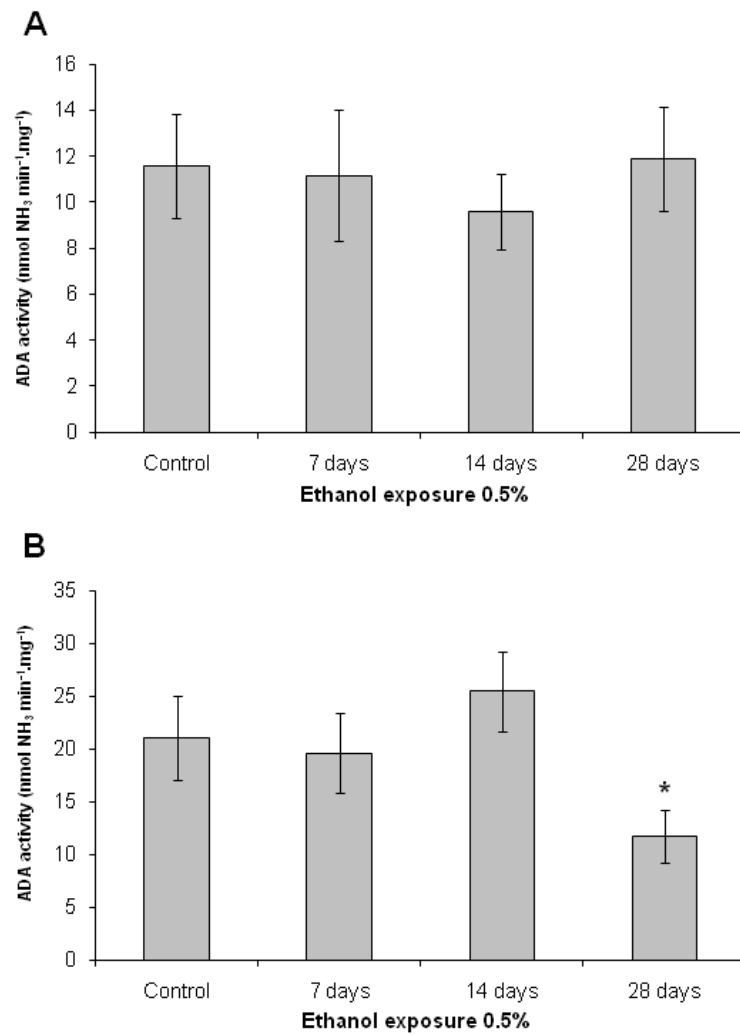 A
ADA activity (nmol NH₃ min⁻¹.mg⁻¹)
16
14
12
10
8
6
4
2
0
Control 7 days 14 days 28 days
Ethanol exposure 0.5%
B
ADA activity (nmol NH₃ min⁻¹.mg⁻¹)
35
30
25
20
15
10
5
0
*
Control 7 days 14 days 28 days
Ethanol exposure 0.5%